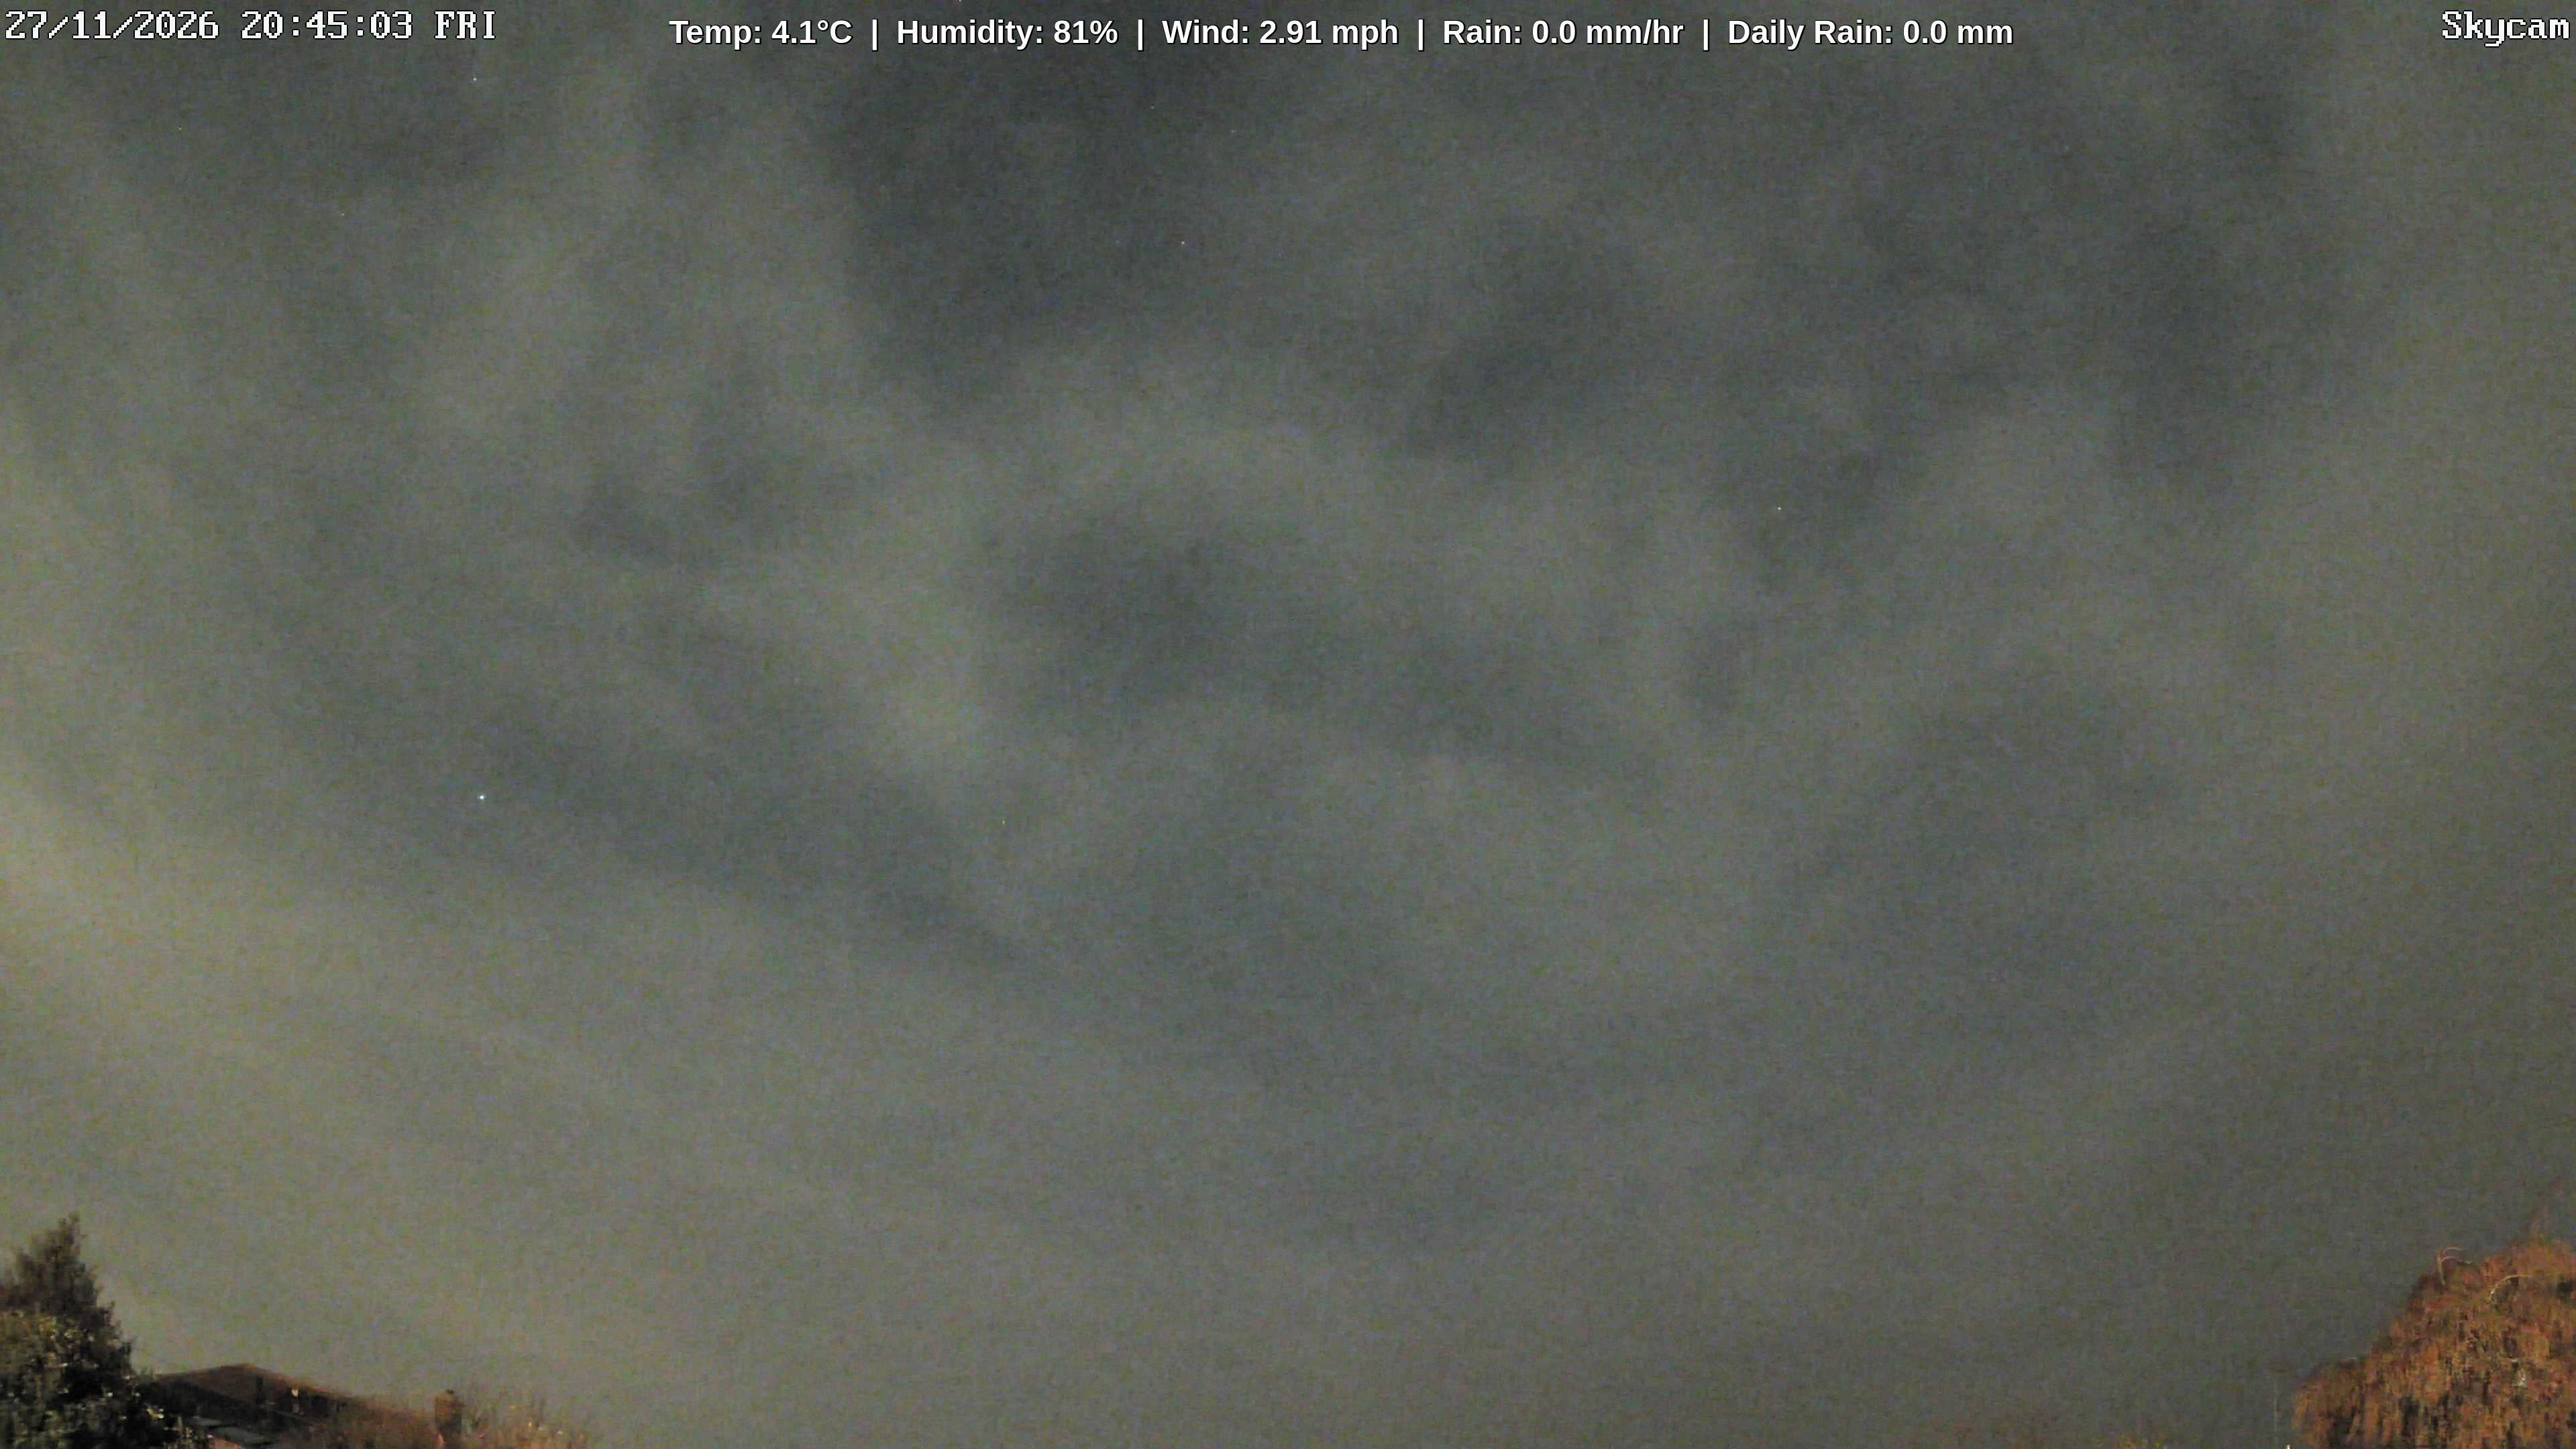 27/11/2026 20:45:03 FRI
Temp: 4.1°C | Humidity: 81% | Wind: 2.91 mph | Rain: 0.0 mm/hr | Daily Rain: 0.0 mm
Skycam